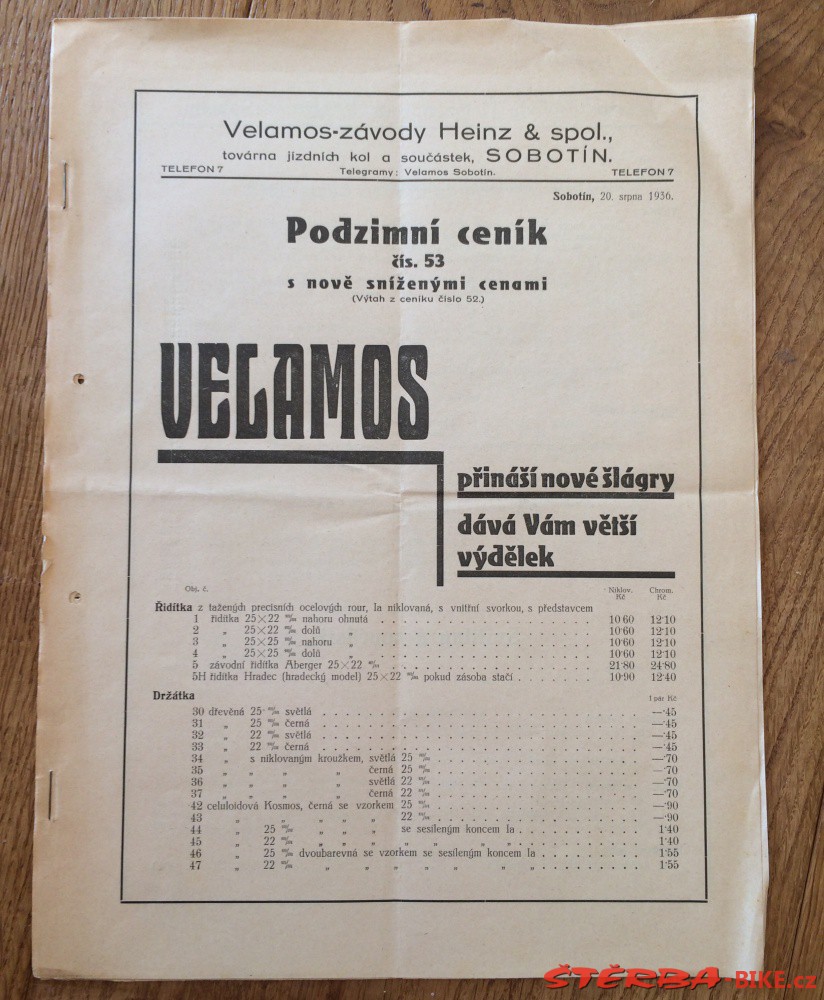 Velamos-závody Heinz & spol.,
továrna jízdních kol a součástek, SOBOTÍN.
TELEFON 7 Telegramy: Velamos Sobotín. TELEFON 7
Sobotín, 20. srpna 1936.
Podzimní ceník
čís. 53
s nově sníženými cenami
(Výtah z ceníku číslo 52.)
VELAMOS
přináší nové šlágry
dává Vám větší
výdělek
Obj. č. Niklov. Kč Chrom. Kč
Řidítka z tažených precisních ocelových rour, Ia niklovaná, s vnitřní svorkou, s představcem
1 řidítka 25×22 m/m nahoru ohnutá 10·60 12·10
2 „ 25×22 m/m dolů „ 10·60 12·10
3 „ 25×25 m/m nahoru „ 10·60 12·10
4 „ 25×25 m/m dolů „ 10·60 12·10
5 závodní řidítka Aberger 25×22 m/m 21·80 24·80
5H řidítka Hradec (hradecký model) 25×22 m/m pokud zásoba stačí 10·90 12·40
Držátka 1 pár Kč
30 dřevěná 25 m/m světlá —·45
31 „ 25 m/m černá —·45
32 „ 22 m/m světlá —·45
33 „ 22 m/m černá —·45
34 „ s niklovaným kroužkem, světlá 25 m/m —·70
35 „ „ „ „ černá 25 m/m —·70
36 „ „ „ „ světlá 22 m/m —·70
37 „ „ „ „ černá 22 m/m —·70
42 celuloidová Kosmos, černá se vzorkem 25 m/m —·90
43 „ „ „ „ „ 22 m/m —·90
44 „ 25 m/m „ „ „ se sesíleným koncem Ia 1·40
45 „ 22 m/m „ „ „ „ „ „ „ 1·40
46 „ 25 m/m dvoubarevná se vzorkem se sesíleným koncem Ia 1·55
47 „ 22 m/m „ „ „ „ „ „ „ 1·55
ŠTĚRBA-BIKE.cz